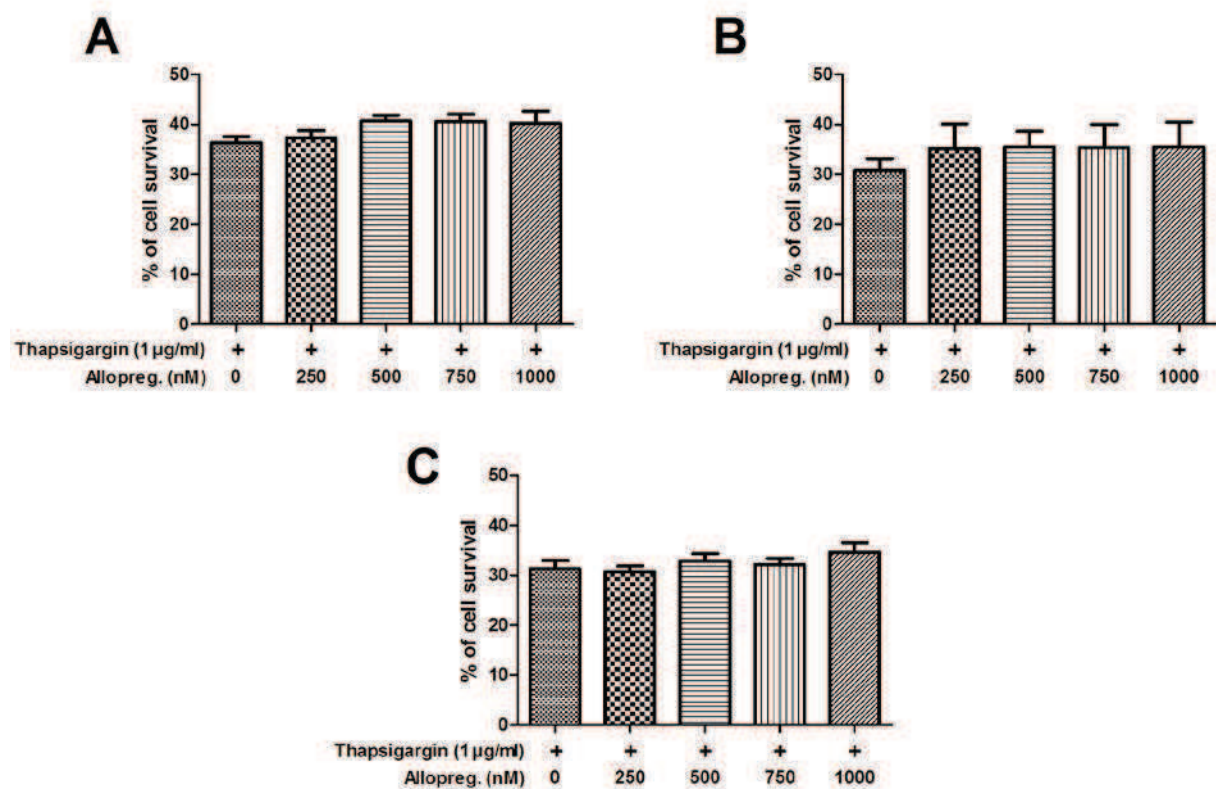 A
50
40
30
20
10
0
% of cell survival
Thapsigargin (1 µg/ml) + + + + +
Allopreg. (nM) 0 250 500 750 1000
B
50
40
30
20
10
0
% of cell survival
Thapsigargin (1 µg/ml) + + + + +
Allopreg. (nM) 0 250 500 750 1000
C
50
40
30
20
10
0
% of cell survival
Thapsigargin (1 µg/ml) + + + + +
Allopreg. (nM) 0 250 500 750 1000